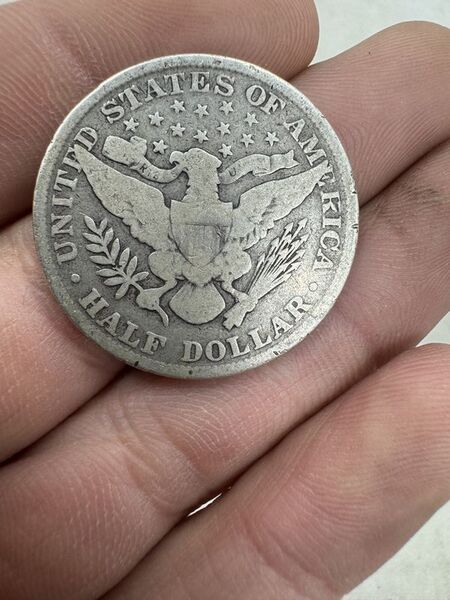 UNITED STATES OF AMERICA
· HALF DOLLAR ·